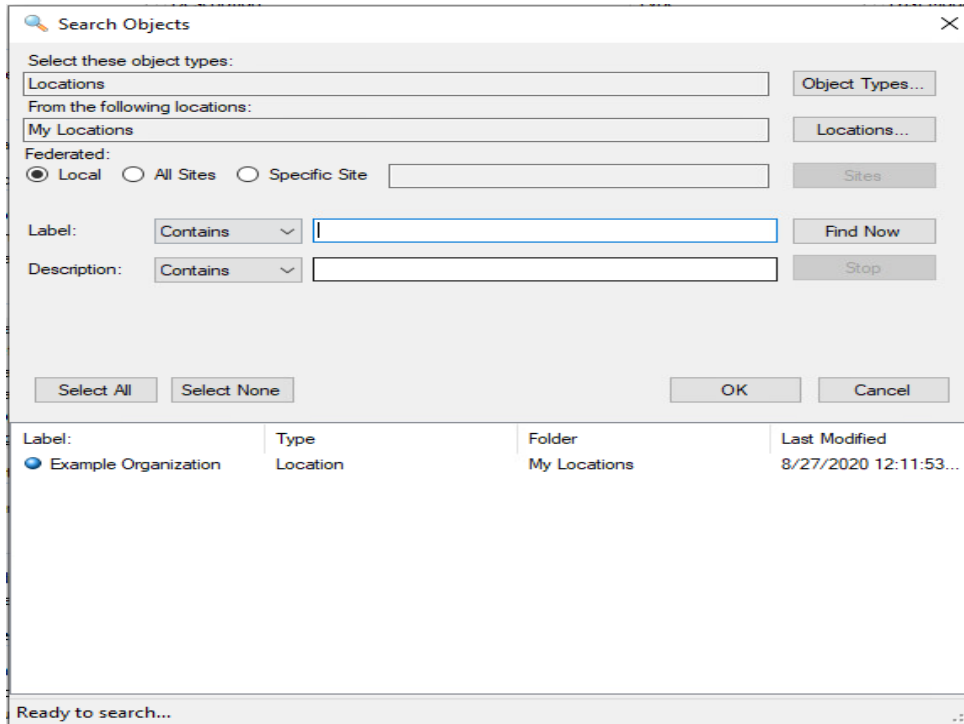 Search Objects
Select these object types:
Locations
Object Types...
From the following locations:
My Locations
Locations...
Federated:
Local All Sites Specific Site Sites
Label: Contains Find Now
Description: Contains Stop
Select All Select None OK Cancel
Label: Type Folder Last Modified
Example Organization Location My Locations 8/27/2020 12:11:53...
Ready to search...